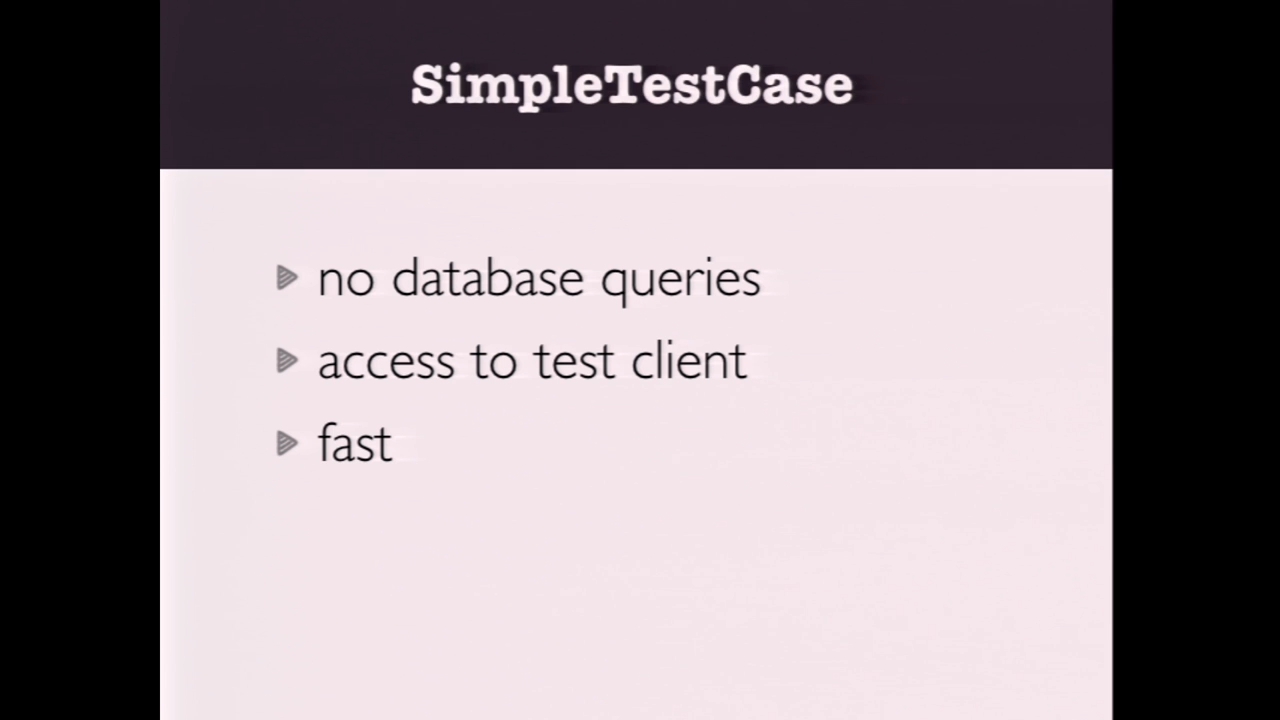 SimpleTestCase
no database queries
access to test client
fast